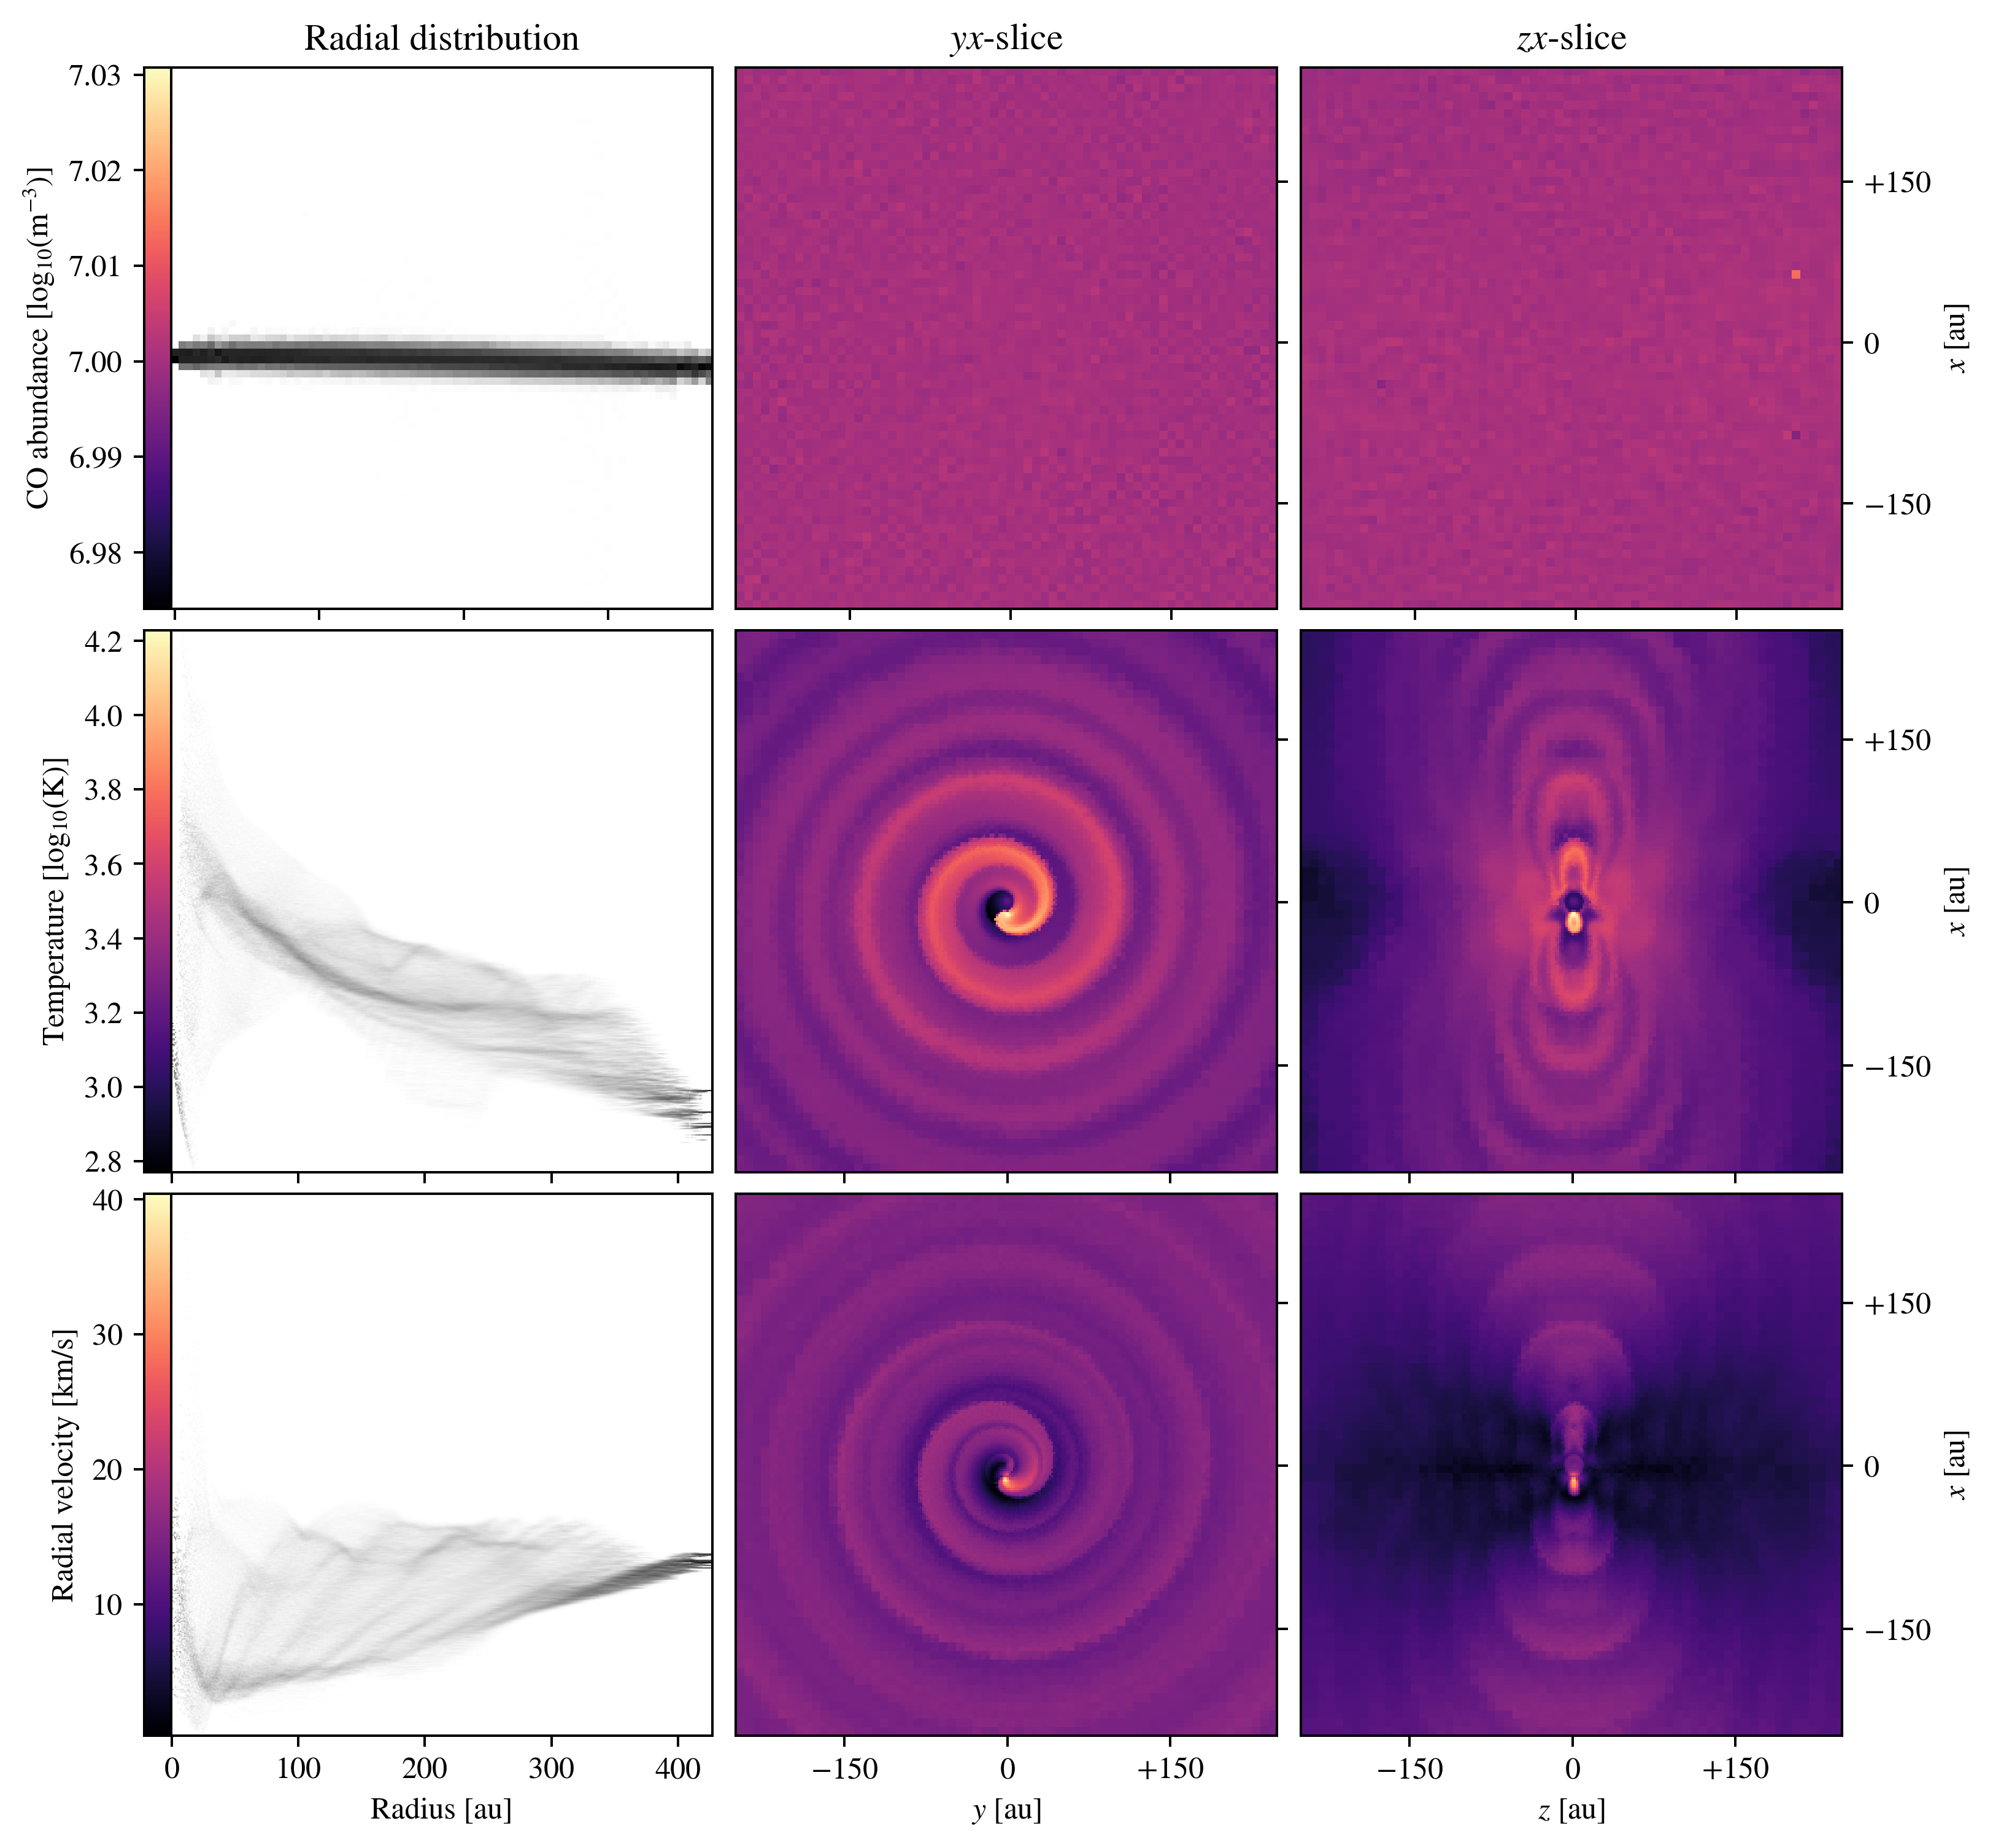 Radial distribution
yx-slice
zx-slice
CO abundance [log₁₀(m⁻³)]
7.03
7.02
7.01
7.00
6.99
6.98
+150
0
−150
x [au]
Temperature [log₁₀(K)]
4.2
4.0
3.8
3.6
3.4
3.2
3.0
2.8
+150
0
−150
x [au]
Radial velocity [km/s]
40
30
20
10
+150
0
−150
x [au]
0 100 200 300 400
−150 0 +150
−150 0 +150
Radius [au]
y [au]
z [au]